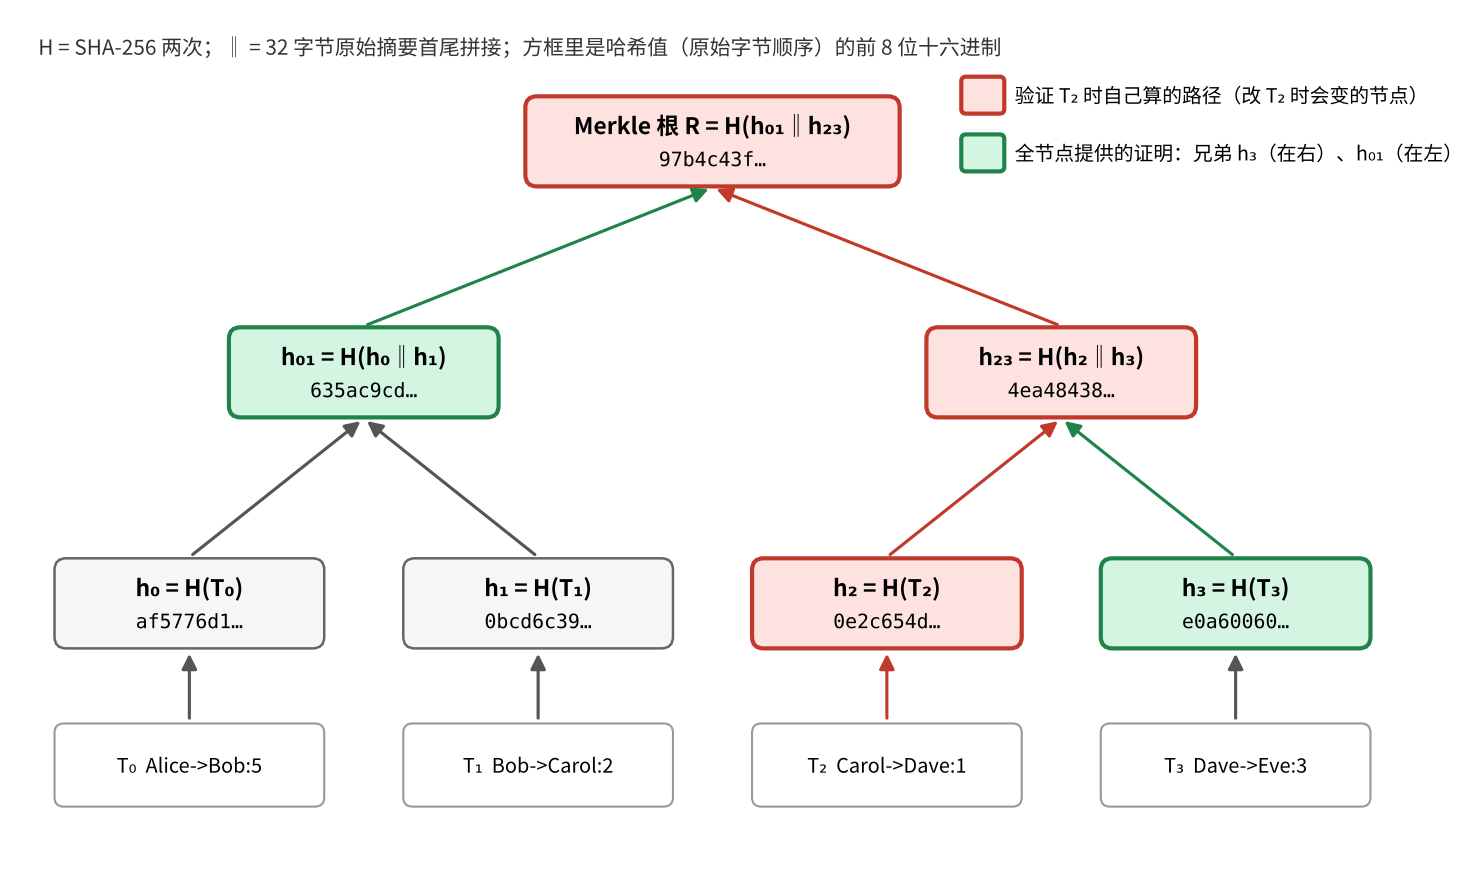 H = SHA-256 两次；‖ = 32 字节原始摘要首尾拼接；方框里是哈希值（原始字节顺序）的前 8 位十六进制
验证 T₂ 时自己算的路径（改 T₂ 时会变的节点）
全节点提供的证明：兄弟 h₃（在右）、h₀₁（在左）
Merkle 根 R = H(h₀₁ ‖ h₂₃)
97b4c43f…
h₀₁ = H(h₀ ‖ h₁)
635ac9cd…
h₂₃ = H(h₂ ‖ h₃)
4ea48438…
h₀ = H(T₀)
af5776d1…
h₁ = H(T₁)
0bcd6c39…
h₂ = H(T₂)
0e2c654d…
h₃ = H(T₃)
e0a60060…
T₀ Alice->Bob:5
T₁ Bob->Carol:2
T₂ Carol->Dave:1
T₃ Dave->Eve:3